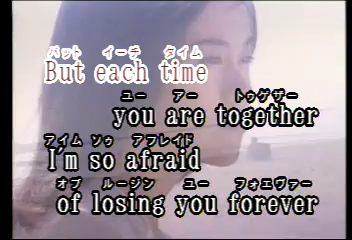 バット イーチ タイム
But each time
ユー アー トゥゲザー
you are together
アイム ソゥ アフレイド
I'm so afraid
オブ ルージン ユー フォエヴァー
of losing you forever